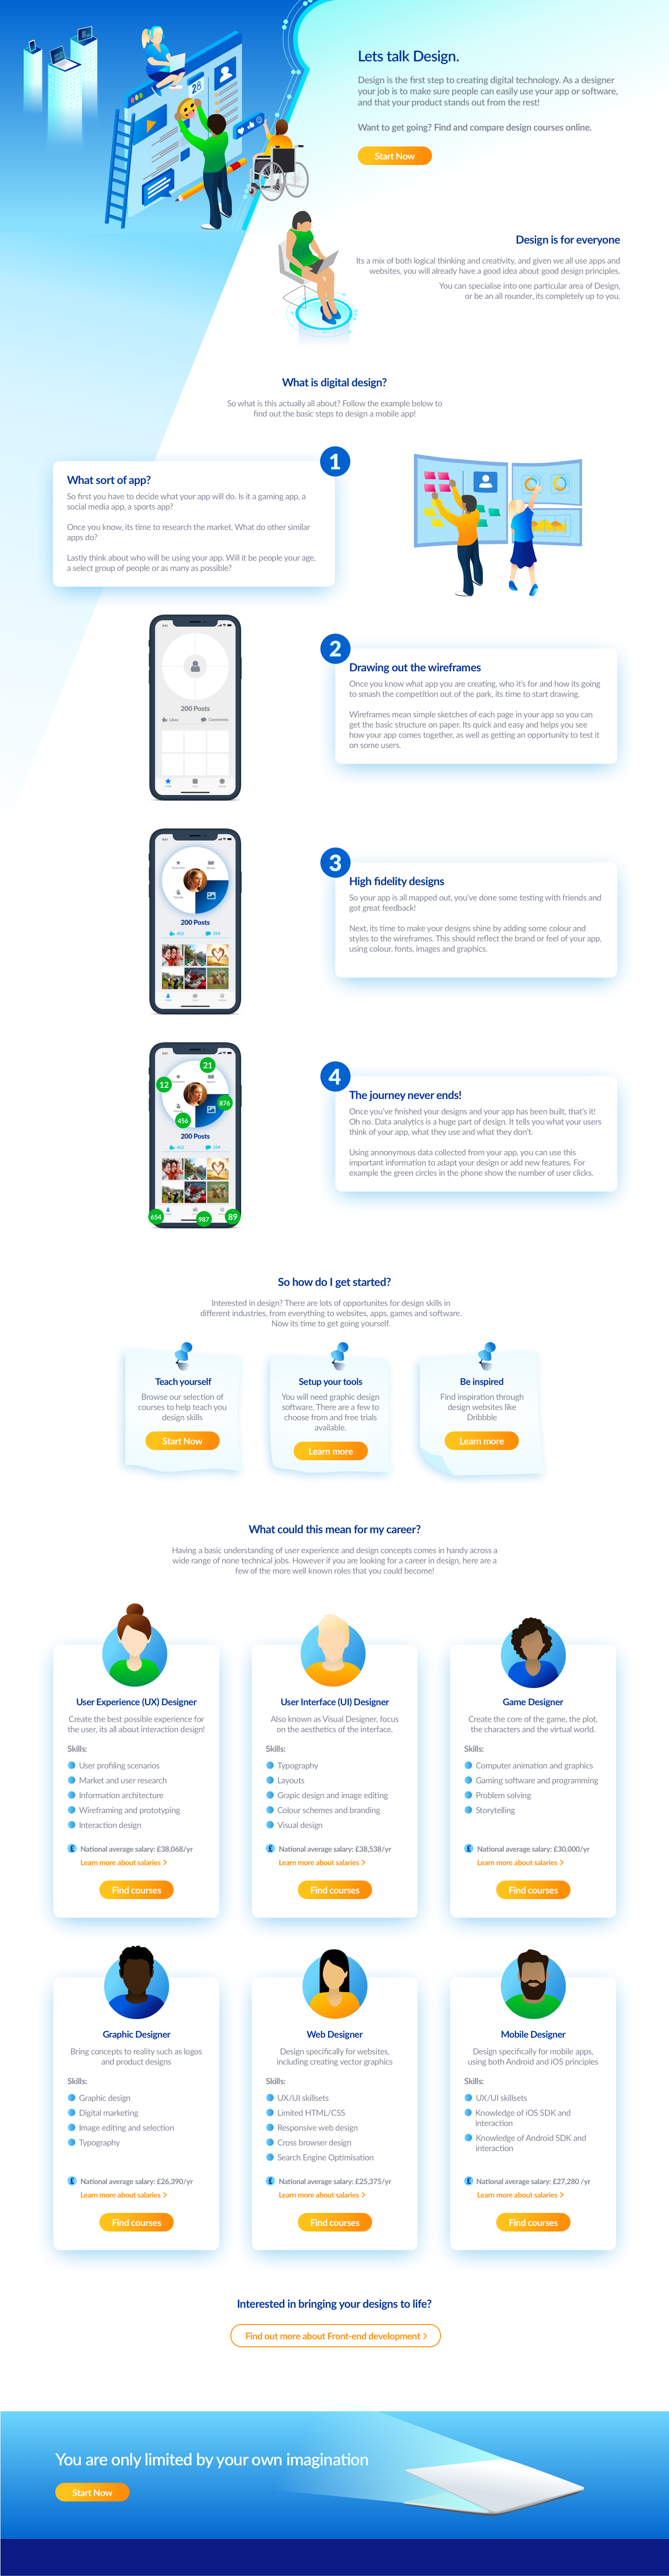 Lets talk Design.
Design is the first step to creating digital technology. As a designer
your job is to make sure people can easily use your app or software,
and that your product stands out from the rest!
Want to get going? Find and compare design courses online.
Start Now
28
Design is for everyone
Its a mix of both logical thinking and creativity, and given we all use apps and
websites, you will already have a good idea about good design principles.
You can specialise into one particular area of Design,
or be an all rounder, its completely up to you.
What is digital design?
So what is this actually all about? Follow the example below to
find out the basic steps to design a mobile app!
1
What sort of app?
So first you have to decide what your app will do. Is it a gaming app, a
social media app, a sports app?
Once you know, its time to research the market. What do other similar
apps do?
Lastly think about who will be using your app. Will it be people your age,
a select group of people or as many as possible?
200 Posts
Likes
Comments
2
Drawing out the wireframes
Once you know what app you are creating, who it's for and how its going
to smash the competition out of the park, its time to start drawing.
Wireframes mean simple sketches of each page in your app so you can
get the basic structure on paper. Its quick and easy and helps you see
how your app comes together, as well as getting an opportunity to test it
on some users.
200 Posts
3
High fidelity designs
So your app is all mapped out, you've done some testing with friends and
got great feedback!
Next, its time to make your designs shine by adding some colour and
styles to the wireframes. This should reflect the brand or feel of your app,
using colour, fonts, images and graphics.
21
12
876
456
200 Posts
654
987
89
4
The journey never ends!
Once you've finished your designs and your app has been built, that's it!
Oh no. Data analytics is a huge part of design. It tells you what your users
think of your app, what they use and what they don't.
Using annonymous data collected from your app, you can use this
important information to adapt your design or add new features. For
example the green circles in the phone show the number of user clicks.
So how do I get started?
Interested in design? There are lots of opportunites for design skills in
different industries, from everything to websites, apps, games and software.
Now its time to get going yourself.
Teach yourself
Browse our selection of
courses to help teach you
design skills
Start Now
Setup your tools
You will need graphic design
software. There are a few to
choose from and free trials
available.
Learn more
Be inspired
Find inspiration through
design websites like
Dribbble
Learn more
What could this mean for my career?
Having a basic understanding of user experience and design concepts comes in handy across a
wide range of none technical jobs. However if you are looking for a career in design, here are a
few of the more well known roles that you could become!
User Experience (UX) Designer
Create the best possible experience for
the user, its all about interaction design!
Skills:
User profiling scenarios
Market and user research
Information architecture
Wireframing and prototyping
Interaction design
£ National average salary: £38,068/yr
Learn more about salaries >
Find courses
User Interface (UI) Designer
Also known as Visual Designer, focus
on the aesthetics of the interface.
Skills:
Typography
Layouts
Grapic design and image editing
Colour schemes and branding
Visual design
£ National average salary: £38,538/yr
Learn more about salaries >
Find courses
Game Designer
Create the core of the game, the plot,
the characters and the virtual world.
Skills:
Computer animation and graphics
Gaming software and programming
Problem solving
Storytelling
£ National average salary: £30,000/yr
Learn more about salaries >
Find courses
Graphic Designer
Bring concepts to reality such as logos
and product designs
Skills:
Graphic design
Digital marketing
Image editing and selection
Typography
£ National average salary: £26,390/yr
Learn more about salaries >
Find courses
Web Designer
Design specifically for websites,
including creating vector graphics
Skills:
UX/UI skillsets
Limited HTML/CSS
Responsive web design
Cross browser design
Search Engine Optimisation
£ National average salary: £25,375/yr
Learn more about salaries >
Find courses
Mobile Designer
Design specifically for mobile apps,
using both Android and iOS principles
Skills:
UX/UI skillsets
Knowledge of iOS SDK and
interaction
Knowledge of Android SDK and
interaction
£ National average salary: £27,280 /yr
Learn more about salaries >
Find courses
Interested in bringing your designs to life?
Find out more about Front-end development >
You are only limited by your own imagination
Start Now